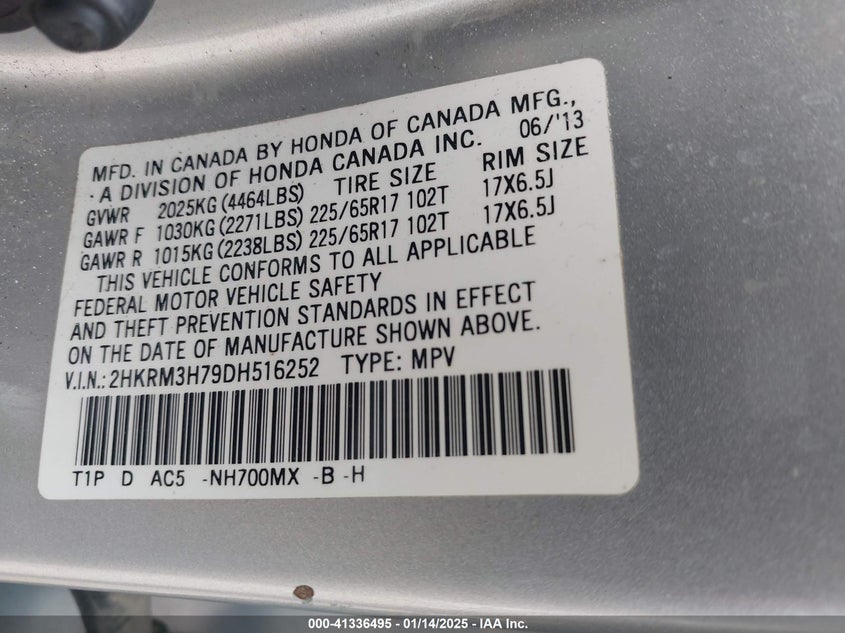 MFD. IN CANADA BY HONDA OF CANADA MFG.,
· A DIVISION OF HONDA CANADA INC. 06/'13
GVWR 2025KG (4464LBS) TIRE SIZE RIM SIZE
GAWR F 1030KG (2271LBS) 225/65R17 102T 17X6.5J
GAWR R 1015KG (2238LBS) 225/65R17 102T 17X6.5J
THIS VEHICLE CONFORMS TO ALL APPLICABLE
FEDERAL MOTOR VEHICLE SAFETY
AND THEFT PREVENTION STANDARDS IN EFFECT
ON THE DATE OF MANUFACTURE SHOWN ABOVE.
V.I.N.: 2HKRM3H79DH516252 TYPE: MPV
T1P D AC5 -NH700MX -B -H
000-41336495 - 01/14/2025 - IAA Inc.